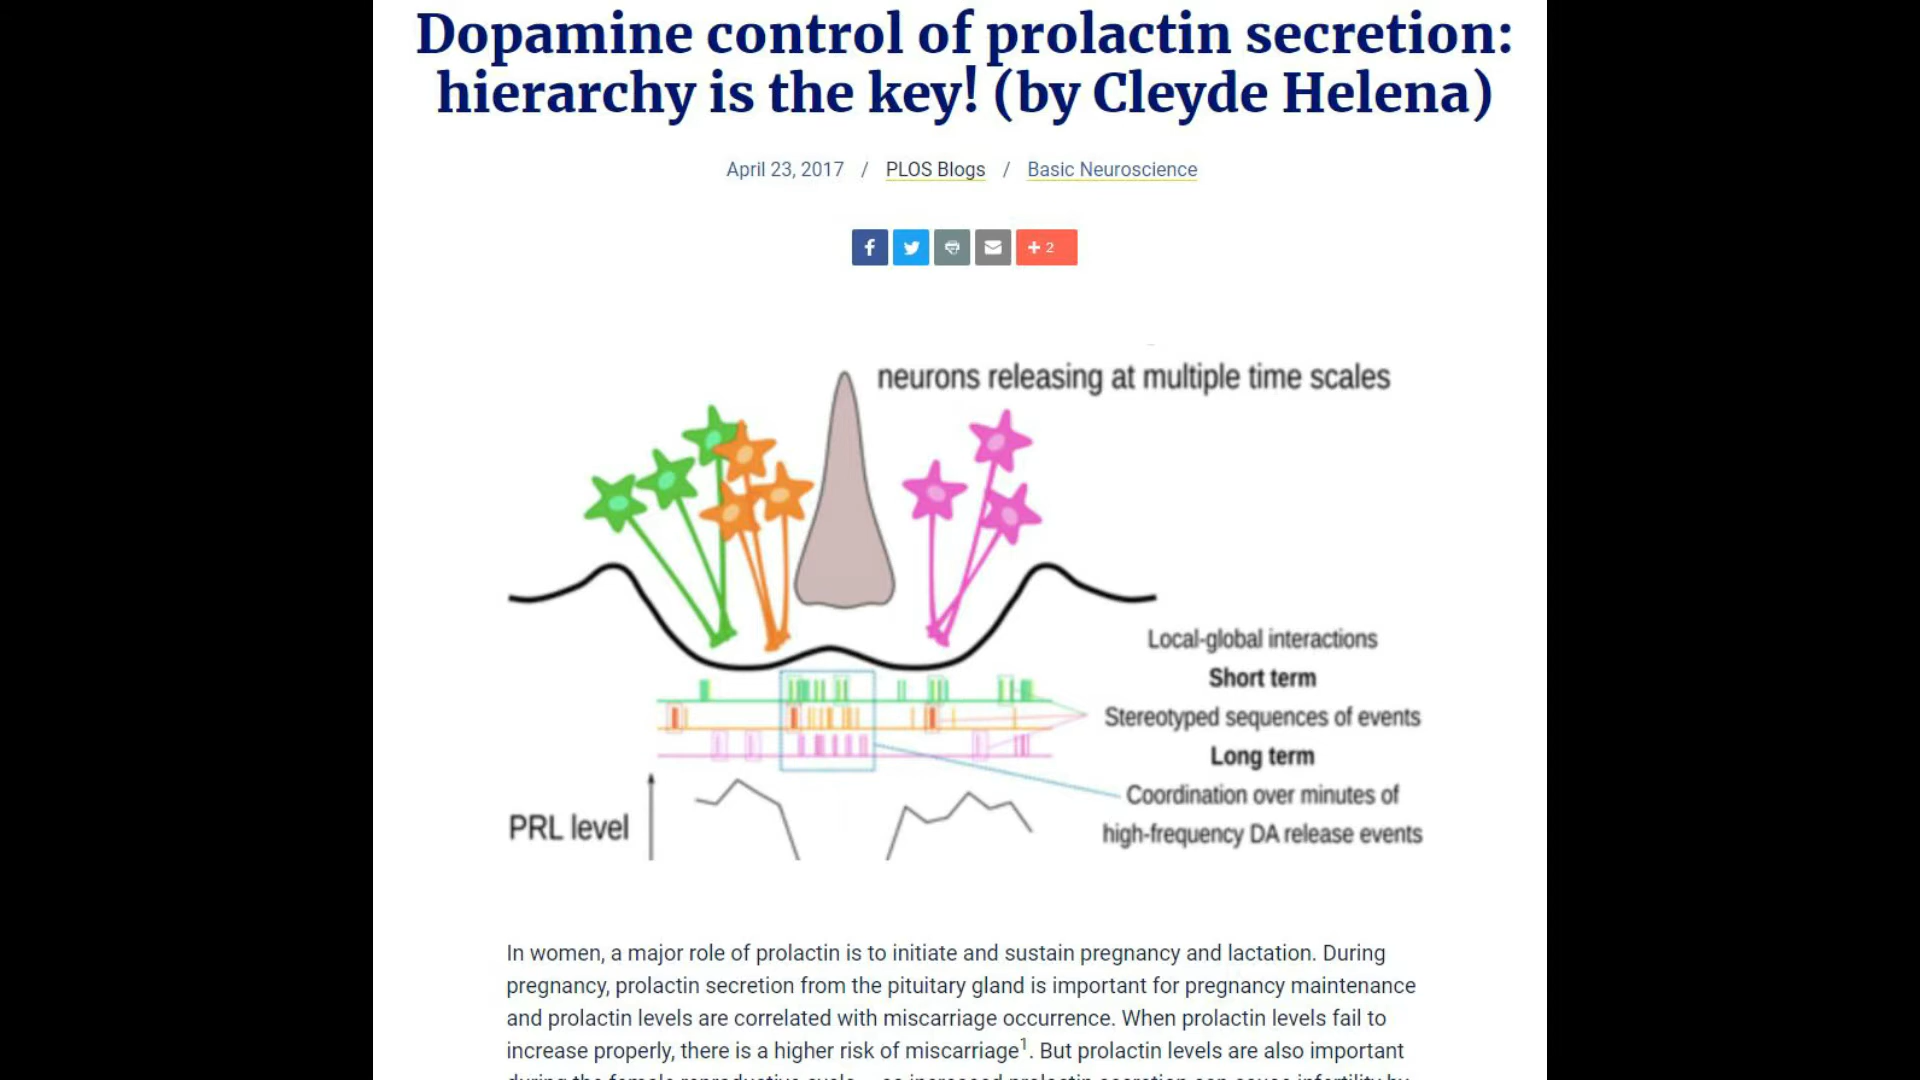 Dopamine control of prolactin secretion:
hierarchy is the key! (by Cleyde Helena)
April 23, 2017 / PLOS Blogs / Basic Neuroscience
f
+ 2
neurons releasing at multiple time scales
Local-global interactions
Short term
Stereotyped sequences of events
Long term
Coordination over minutes of
high-frequency DA release events
PRL level
In women, a major role of prolactin is to initiate and sustain pregnancy and lactation. During
pregnancy, prolactin secretion from the pituitary gland is important for pregnancy maintenance
and prolactin levels are correlated with miscarriage occurrence. When prolactin levels fail to
increase properly, there is a higher risk of miscarriage1. But prolactin levels are also important